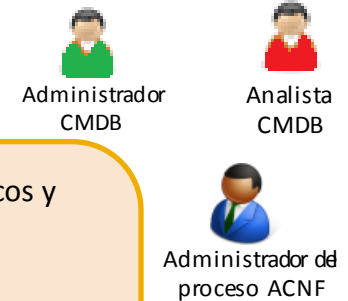 Administrador
CMDB
Analista
CMDB
cos y
Administrador del
proceso ACNF